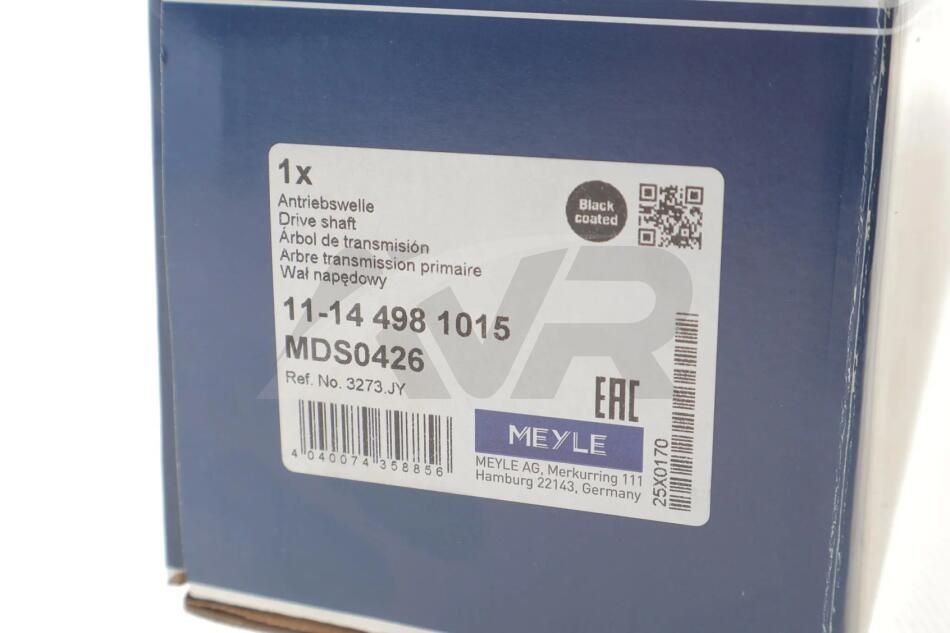 1x
Antriebswelle
Drive shaft
Árbol de transmisión
Arbre transmission primaire
Wał napędowy
Black
coated
11-14 498 1015
MDS0426
Ref. No. 3273.JY
4 040074 358856
EAC
MEYLE
MEYLE AG, Merkurring 111
Hamburg 22143, Germany
25X0170
VR